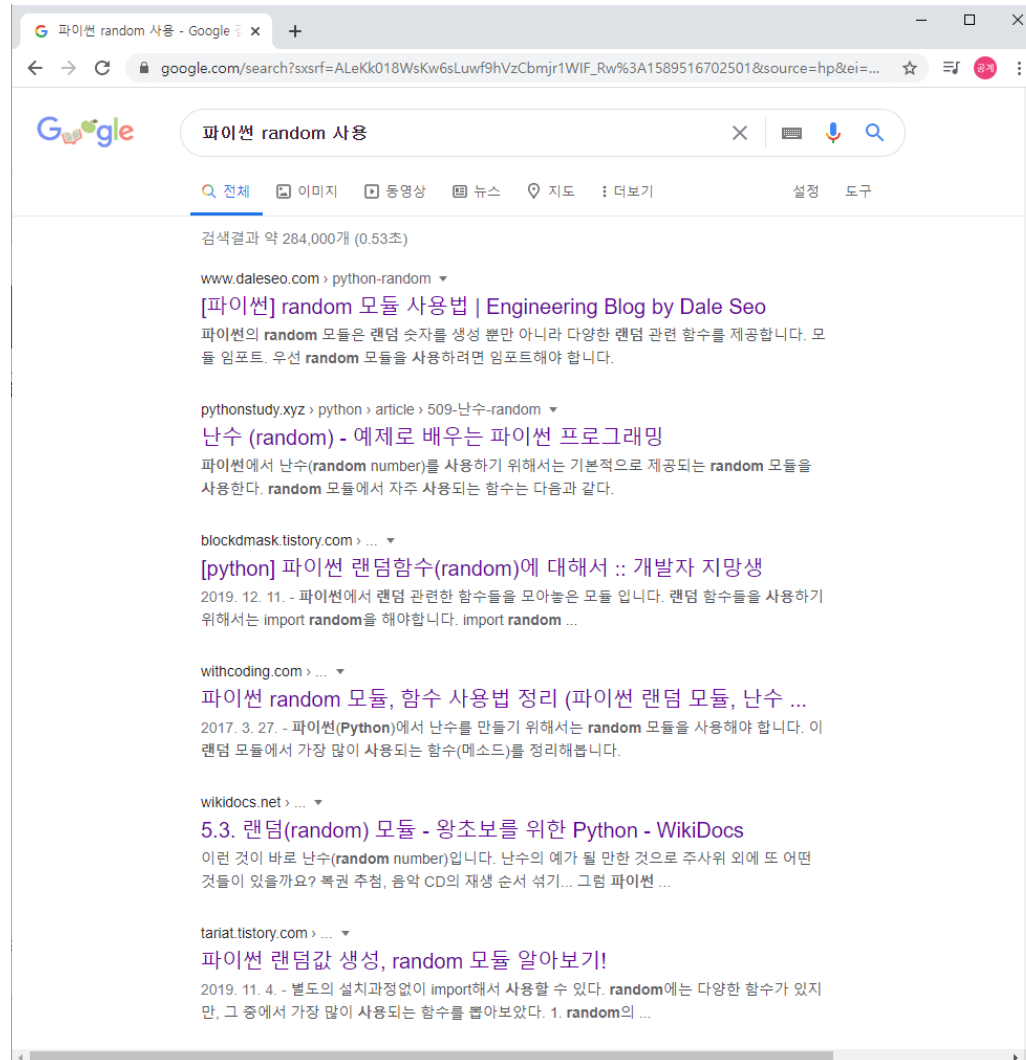 파이썬 random 사용 - Google 검
google.com/search?sxsrf=ALeKk018WsKw6sLuwf9hVzCbmjr1WIF_Rw%3A1589516702501&source=hp&ei=...
공계
Google
파이썬 random 사용
전체 이미지 동영상 뉴스 지도 더보기 설정 도구
검색결과 약 284,000개 (0.53초)
www.daleseo.com › python-random
[파이썬] random 모듈 사용법 | Engineering Blog by Dale Seo
파이썬의 random 모듈은 랜덤 숫자를 생성 뿐만 아니라 다양한 랜덤 관련 함수를 제공합니다. 모
듈 임포트. 우선 random 모듈을 사용하려면 임포트해야 합니다.
pythonstudy.xyz › python › article › 509-난수-random
난수 (random) - 예제로 배우는 파이썬 프로그래밍
파이썬에서 난수(random number)를 사용하기 위해서는 기본적으로 제공되는 random 모듈을
사용한다. random 모듈에서 자주 사용되는 함수는 다음과 같다.
blockdmask.tistory.com › ...
[python] 파이썬 랜덤함수(random)에 대해서 :: 개발자 지망생
2019. 12. 11. - 파이썬에서 랜덤 관련한 함수들을 모아놓은 모듈 입니다. 랜덤 함수들을 사용하기
위해서는 import random을 해야합니다. import random ...
withcoding.com › ...
파이썬 random 모듈, 함수 사용법 정리 (파이썬 랜덤 모듈, 난수 ...
2017. 3. 27. - 파이썬(Python)에서 난수를 만들기 위해서는 random 모듈을 사용해야 합니다. 이
랜덤 모듈에서 가장 많이 사용되는 함수(메소드)를 정리해봅니다.
wikidocs.net › ...
5.3. 랜덤(random) 모듈 - 왕초보를 위한 Python - WikiDocs
이런 것이 바로 난수(random number)입니다. 난수의 예가 될 만한 것으로 주사위 외에 또 어떤
것들이 있을까요? 복권 추첨, 음악 CD의 재생 순서 섞기... 그럼 파이썬 ...
tariat.tistory.com › ...
파이썬 랜덤값 생성, random 모듈 알아보기!
2019. 11. 4. - 별도의 설치과정없이 import해서 사용할 수 있다. random에는 다양한 함수가 있지
만, 그 중에서 가장 많이 사용되는 함수를 뽑아보았다. 1. random의 ...